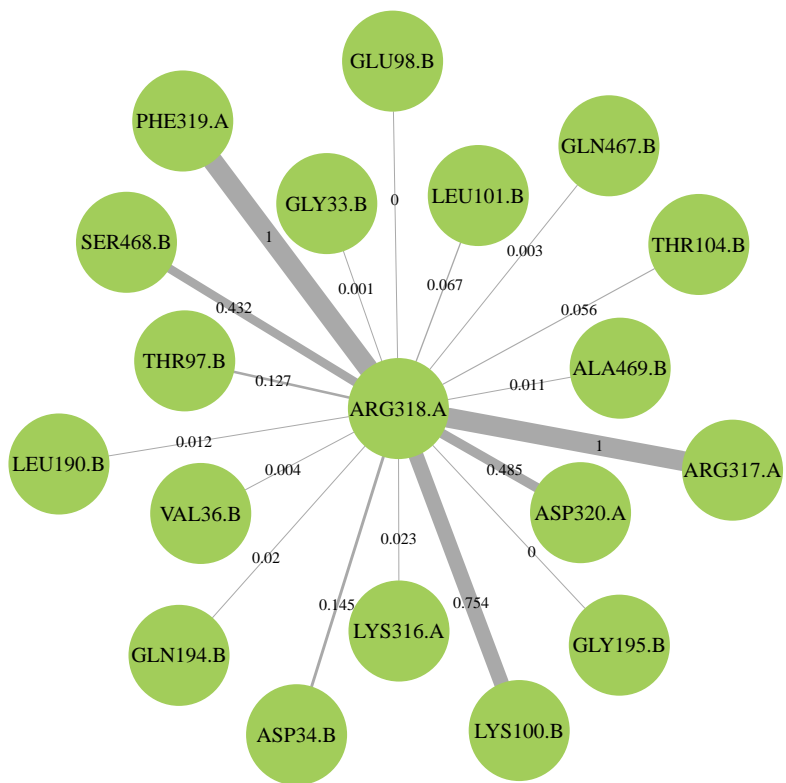 GLU98.B
PHE319.A
GLN467.B
GLY33.B
LEU101.B
0
SER468.B
1
THR104.B
0.003
0.001
0.067
0.432
0.056
THR97.B
0.127
0.011
ALA469.B
ARG318.A
0.012
1
LEU190.B
0.004
0.485
ARG317.A
VAL36.B
ASP320.A
0.023
0.02
0
0.145
0.754
LYS316.A
GLN194.B
GLY195.B
ASP34.B
LYS100.B